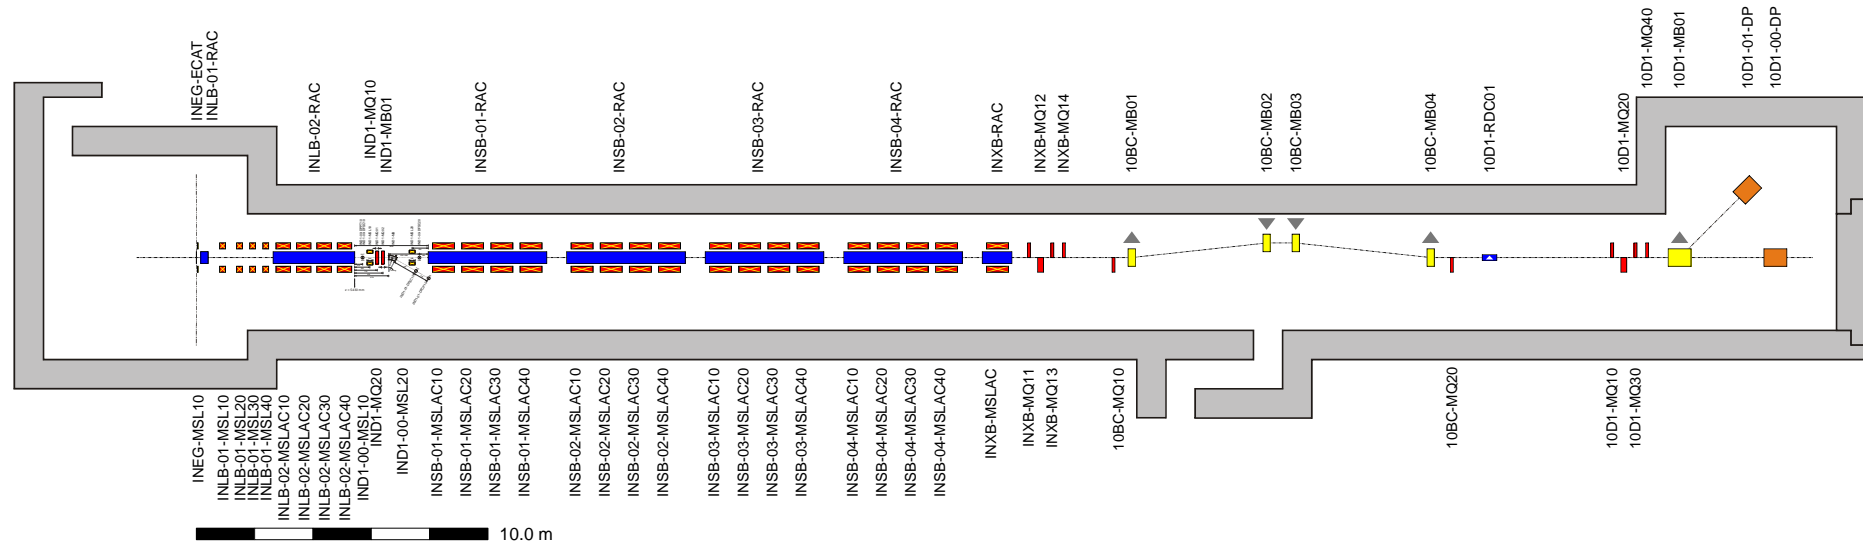 INEG-ECAT
INLB-01-RAC
INLB-02-RAC
IND1-MQ10
IND1-MB01
INSB-01-RAC
INSB-02-RAC
INSB-03-RAC
INSB-04-RAC
INXB-RAC
INXB-MQ12
INXB-MQ14
10BC-MB01
10BC-MB02
10BC-MB03
10BC-MB04
10D1-RDC01
10D1-MQ20
10D1-MQ40
10D1-MB01
10D1-01-DP
10D1-00-DP
INEG-MSL10
INLB-01-MSL10
INLB-01-MSL20
INLB-01-MSL30
INLB-01-MSL40
INLB-02-MSLAC10
INLB-02-MSLAC20
INLB-02-MSLAC30
INLB-02-MSLAC40
IND1-00-MSL10
IND1-MQ20
IND1-00-MSL20
INSB-01-MSLAC10
INSB-01-MSLAC20
INSB-01-MSLAC30
INSB-01-MSLAC40
INSB-02-MSLAC10
INSB-02-MSLAC20
INSB-02-MSLAC30
INSB-02-MSLAC40
INSB-03-MSLAC10
INSB-03-MSLAC20
INSB-03-MSLAC30
INSB-03-MSLAC40
INSB-04-MSLAC10
INSB-04-MSLAC20
INSB-04-MSLAC30
INSB-04-MSLAC40
INXB-MSLAC
INXB-MQ11
INXB-MQ13
10BC-MQ10
10BC-MQ20
10D1-MQ10
10D1-MQ30
10.0 m